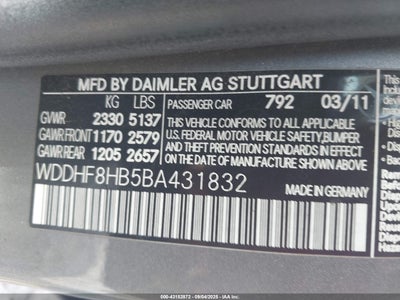 MFD BY DAIMLER AG STUTTGART
KG LBS
GVWR 2330 5137
GAWR FRONT 1170 2579
GAWR REAR 1205 2657
PASSENGER CAR 792 03/11
THIS VEHICLE CONFORMS TO ALL APPLICABLE
U.S. FEDERAL MOTOR VEHICLE SAFETY, BUMPER
AND THEFT PREVENTION STANDARDS IN EFFECT
ON THE DATE OF MANUFACTURE SHOWN ABOVE.
WDDHF8HB5BA431832
MADE IN GERMANY
000-43152872 - 09/04/2025 - IAA Inc.